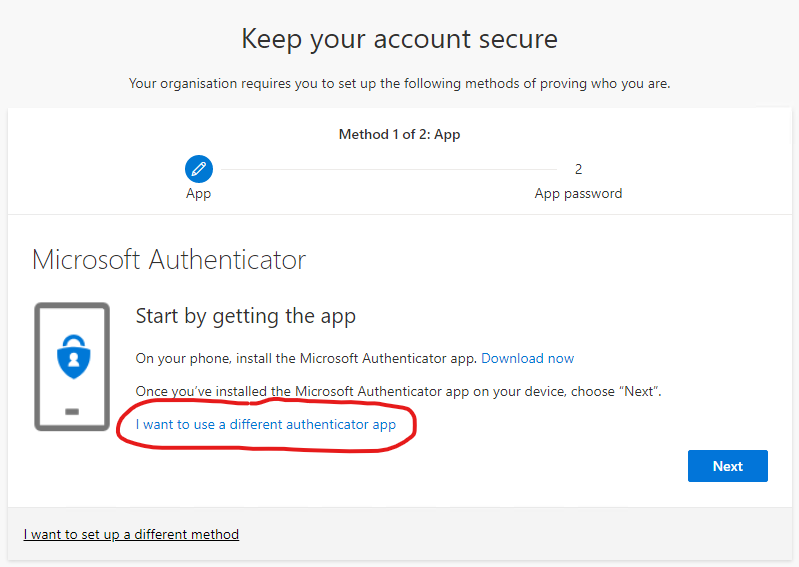 Keep your account secure
Your organisation requires you to set up the following methods of proving who you are.
Method 1 of 2: App
2
App
App password
Microsoft Authenticator
Start by getting the app
On your phone, install the Microsoft Authenticator app. Download now
Once you've installed the Microsoft Authenticator app on your device, choose “Next”.
I want to use a different authenticator app
Next
I want to set up a different method